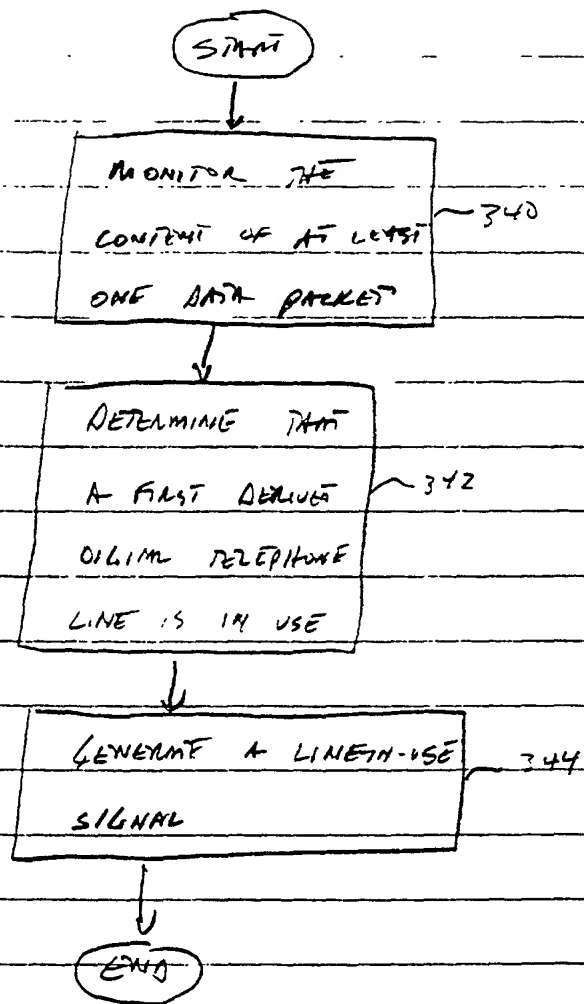 START
MONITOR THE
CONTENT OF AT LEAST
340
ONE DATA PACKET
DETERMINE THAT
A FIRST DERIVED
342
DIGITAL TELEPHONE
LINE IS IN USE
GENERATE A LINE-IN-USE
344
SIGNAL
END